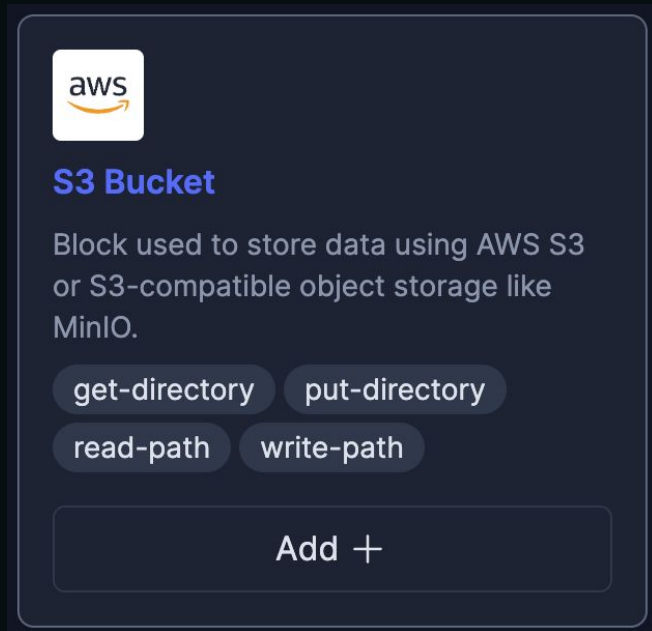 aws
S3 Bucket
Block used to store data using AWS S3
or S3-compatible object storage like
MinIO.
get-directory put-directory
read-path write-path
Add +